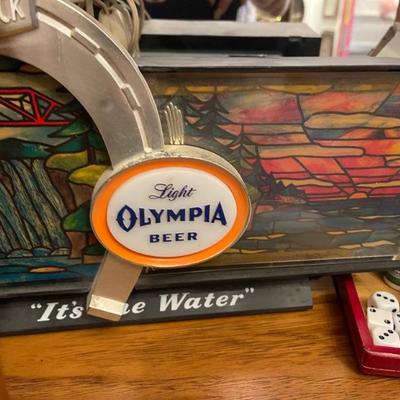 Light
OLYMPIA
BEER
"It's Water"